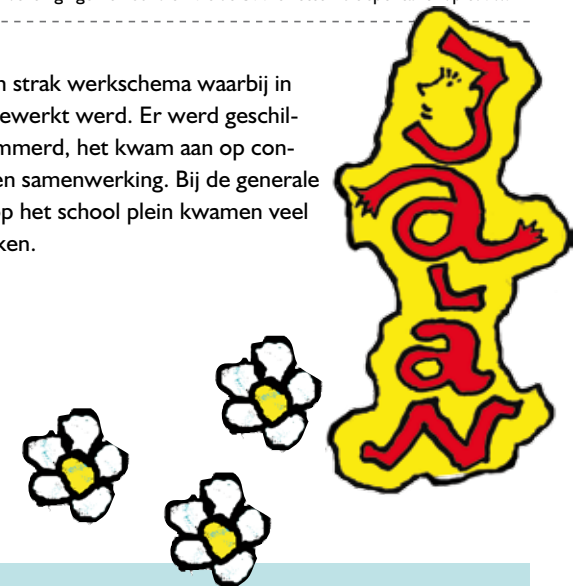 n strak werkschema waarbij in
ewerkt werd. Er werd geschil-
mmerd, het kwam aan op con-
en samenwerking. Bij de generale
op het school plein kwamen veel
ken.
JaLaN